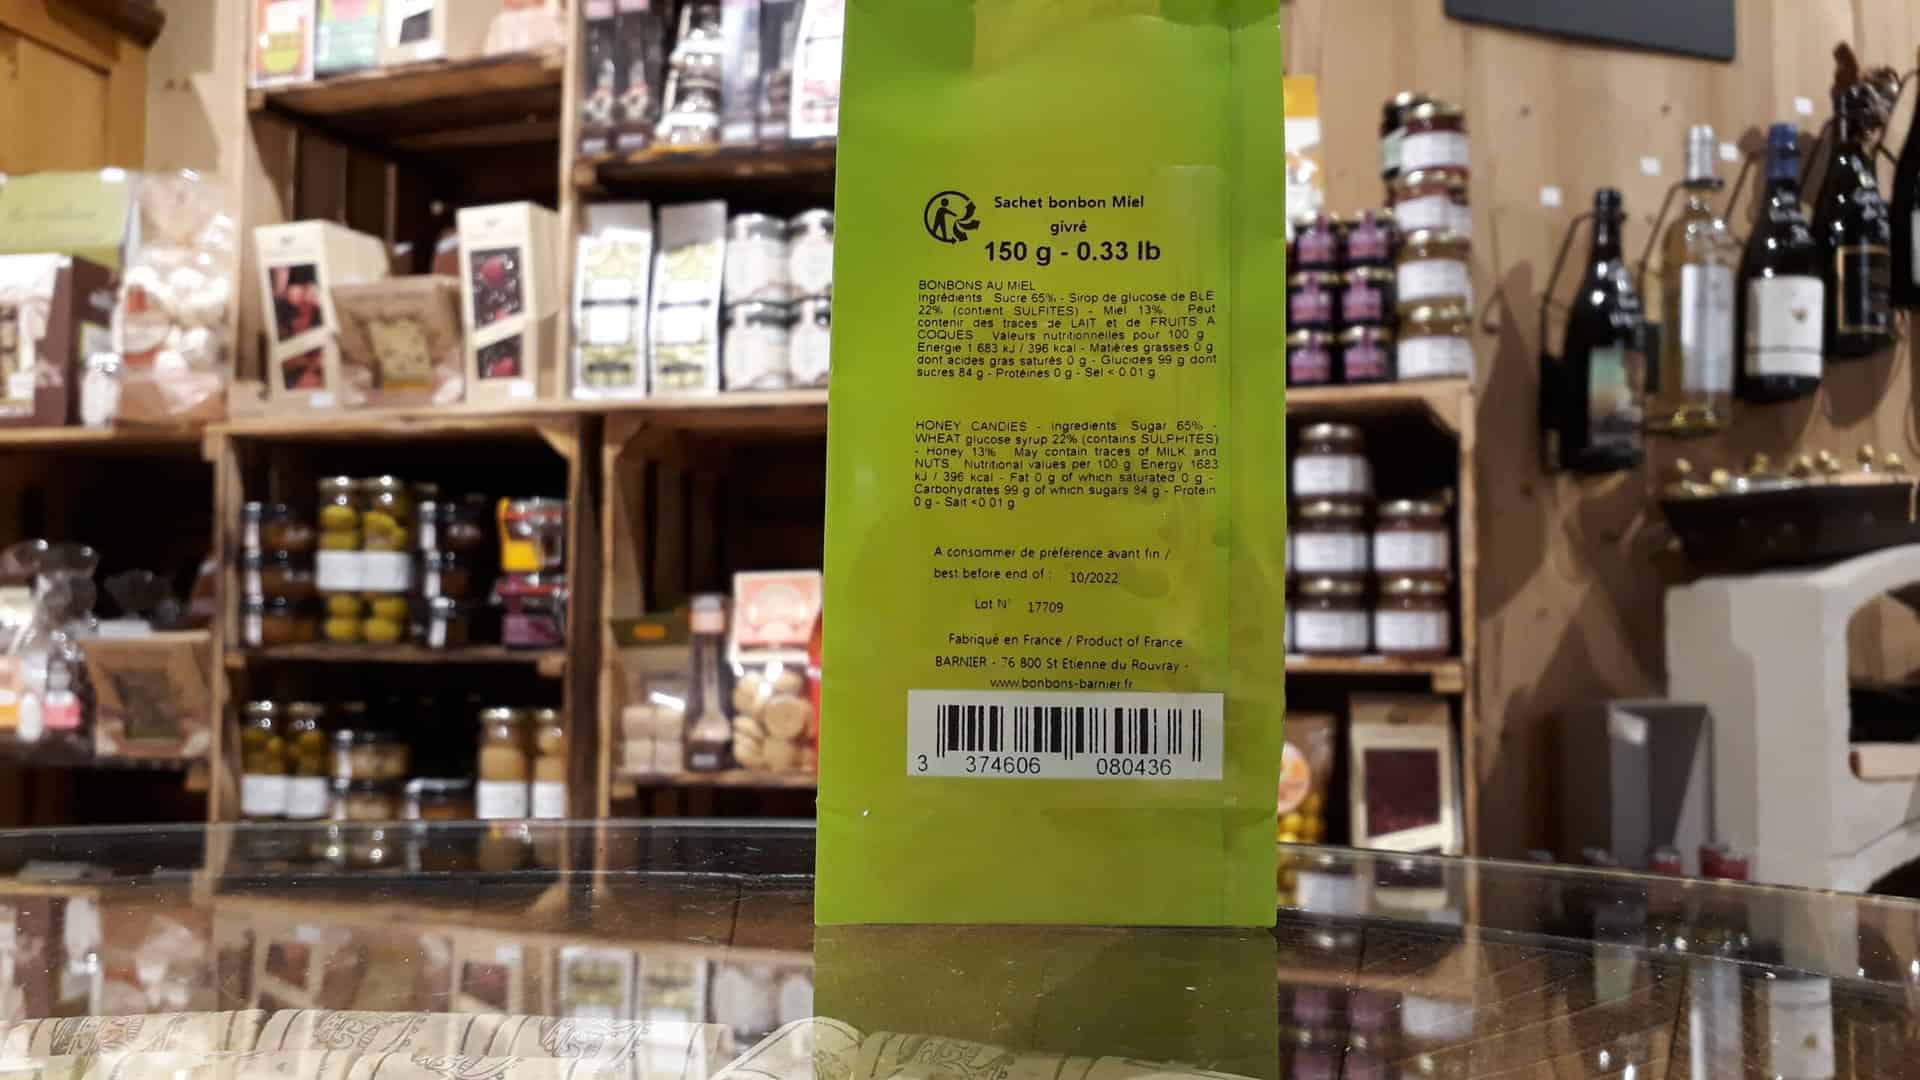 Sachet bonbon Miel
givré
150 g - 0.33 lb
BONBONS AU MIEL
Ingrédients Sucre 65% - Sirop de glucose de BLE
22% (contient SULFITES) - Miel 13%. Peut
contenir des traces de LAIT et de FRUITS A
COQUES Valeurs nutritionnelles pour 100 g
Energie 1 683 kJ / 396 kcal - Matières grasses 0 g
dont acides gras saturés 0 g - Glucides 99 g dont
sucres 84 g - Protéines 0 g - Sel < 0.01 g
HONEY CANDIES - Ingredients Sugar 65% -
WHEAT glucose syrup 22% (contains SULPHITES)
- Honey 13% May contain traces of MILK and
NUTS Nutritional values per 100 g Energy 1683
kJ / 396 kcal - Fat 0 g of which saturated 0 g -
Carbohydrates 99 g of which sugars 84 g - Protein
0 g - Salt <0 01 g
A consommer de préférence avant fin /
best before end of : 10/2022
Lot N° 17709
Fabriqué en France / Product of France
BARNIER - 76 800 St Etienne du Rouvray -
www.bonbons-barnier.fr
3 374606 080436